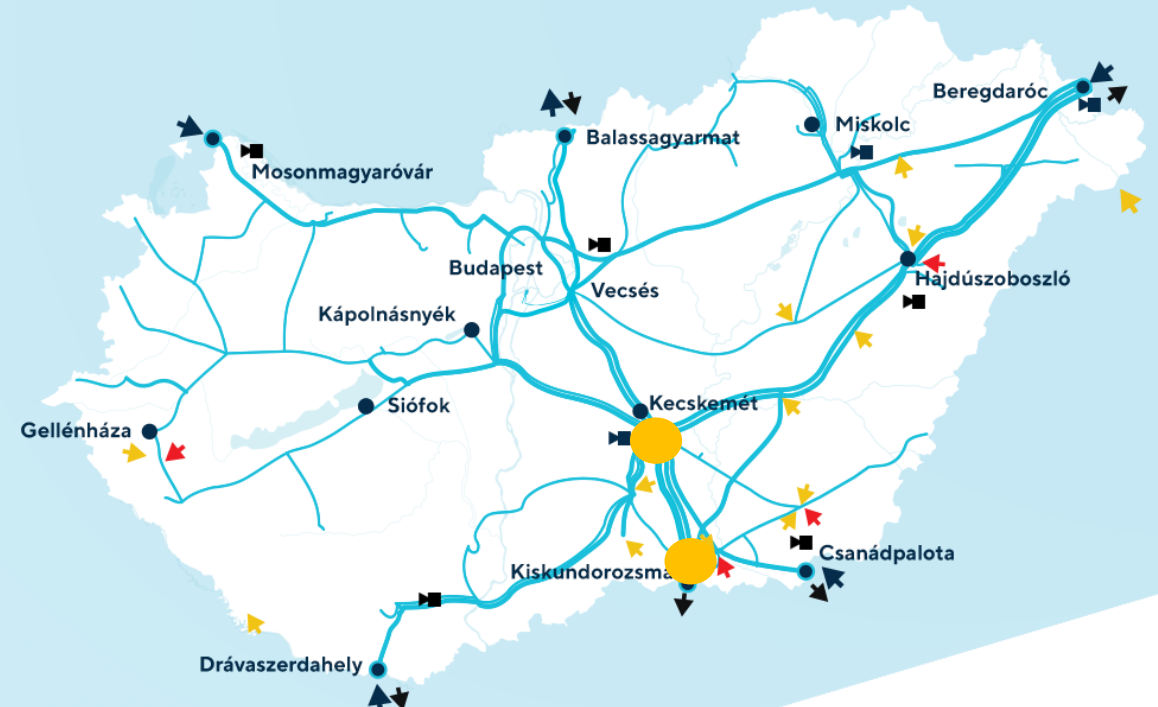 Beregdaróc
Miskolc
Balassagyarmat
Mosonmagyaróvár
Budapest
Hajdúszoboszló
Vecsés
Kápolnásnyék
Siófok
Kecskemét
Gellénháza
Csanádpalota
Kiskundorozsma
Drávaszerdahely